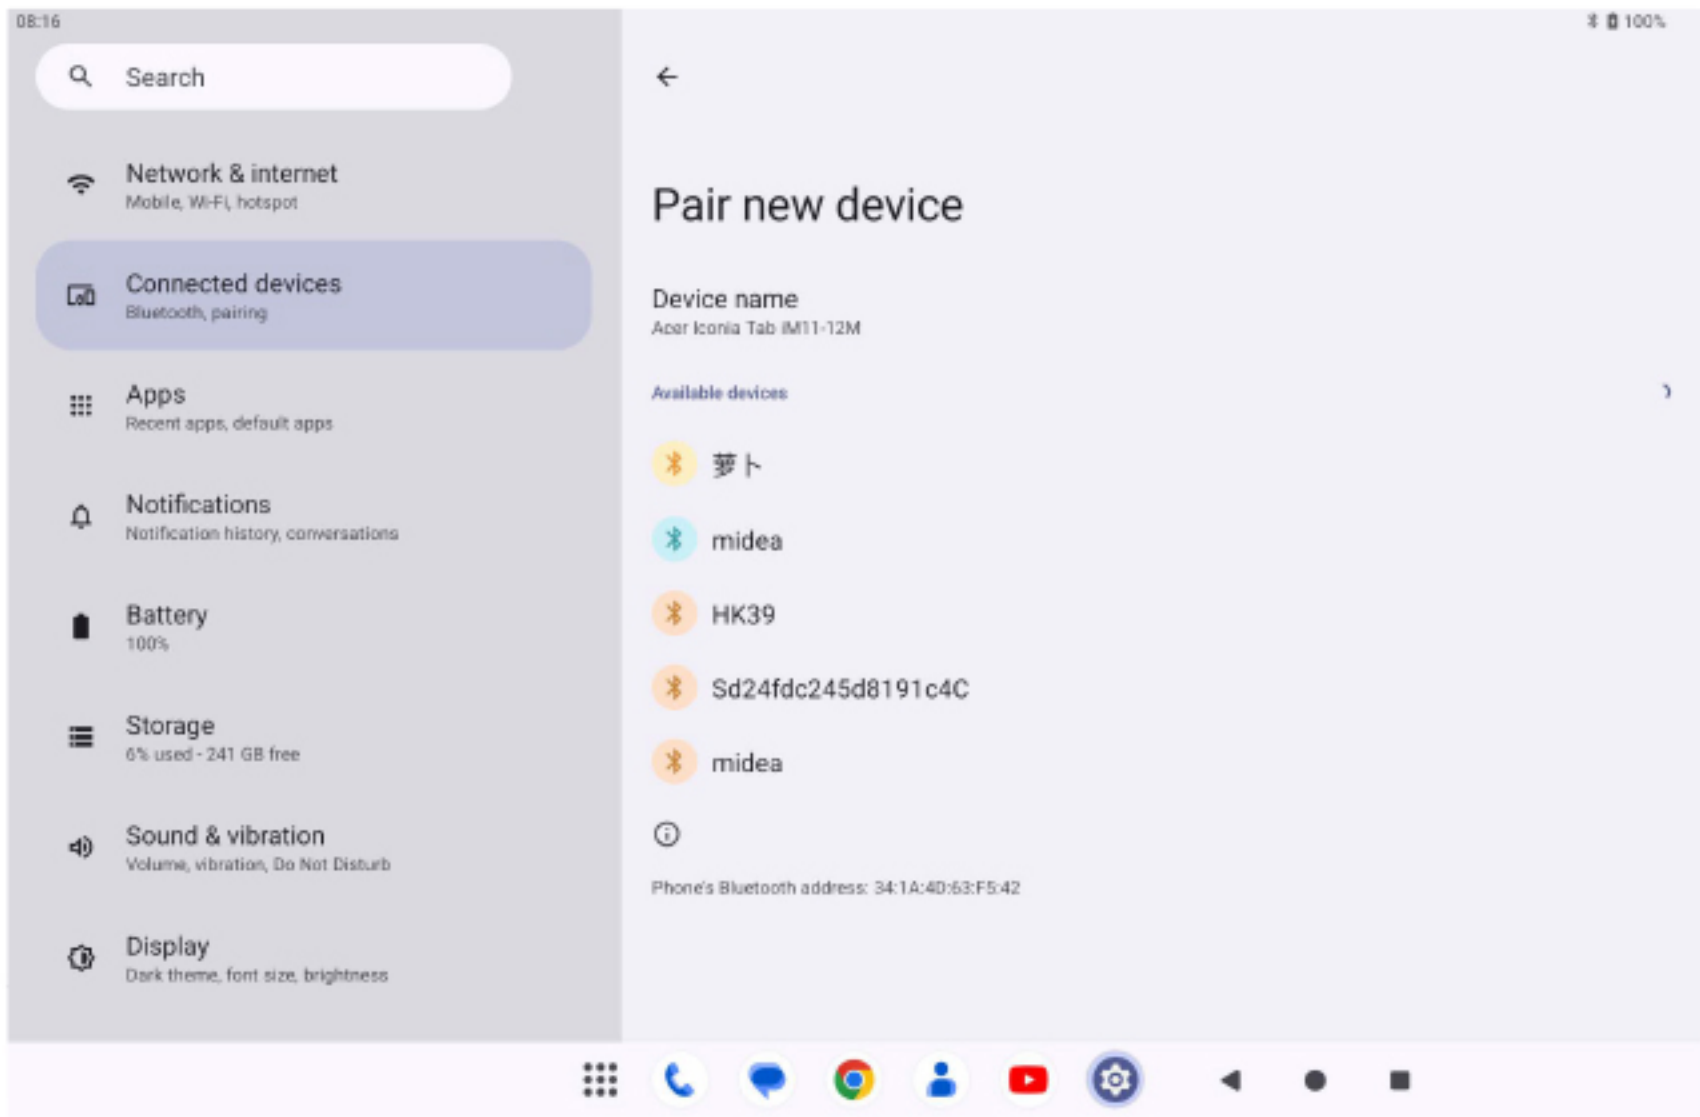 08:16
100%
Search
Network & internet
Mobile, Wi-Fi, hotspot
Connected devices
Bluetooth, pairing
Apps
Recent apps, default apps
Notifications
Notification history, conversations
Battery
100%
Storage
6% used - 241 GB free
Sound & vibration
Volume, vibration, Do Not Disturb
Display
Dark theme, font size, brightness
Pair new device
Device name
Acer Iconia Tab iM11-12M
Available devices
萝卜
midea
HK39
Sd24fdc245d8191c4C
midea
Phone's Bluetooth address: 34:1A:4D:63:F5:42